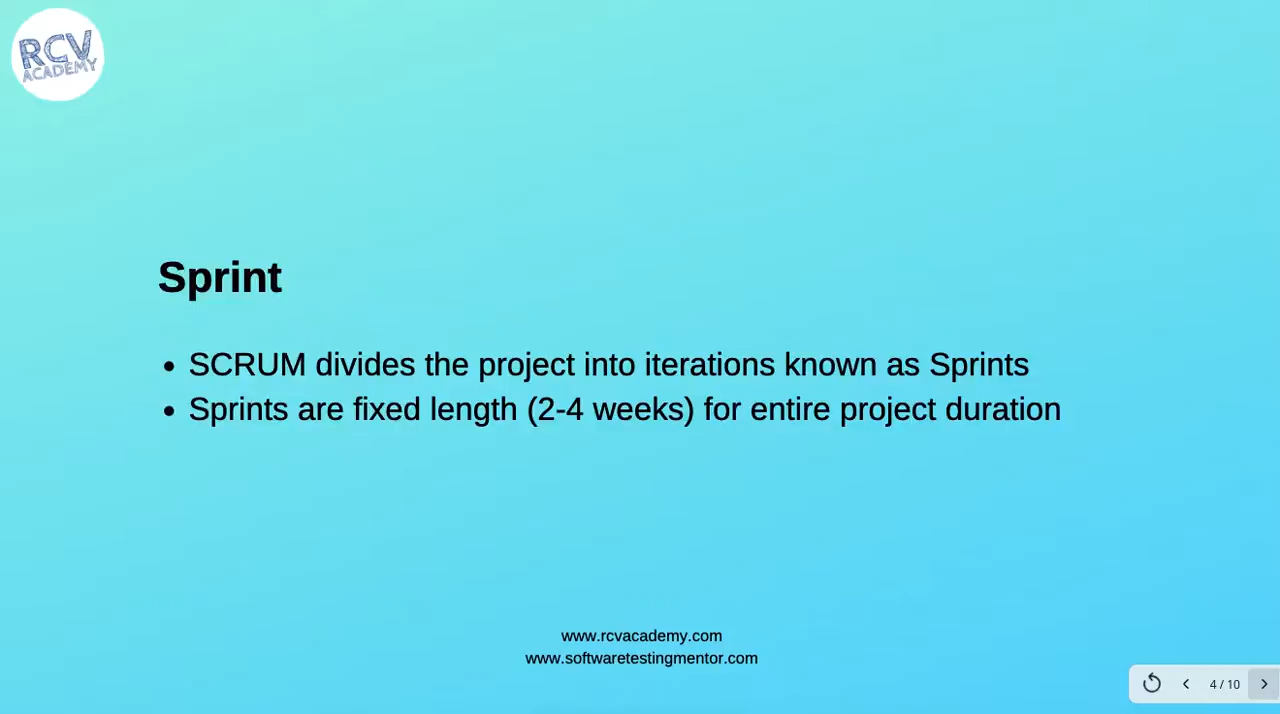 RCV
ACADEMY
Sprint
• SCRUM divides the project into iterations known as Sprints
• Sprints are fixed length (2-4 weeks) for entire project duration
www.rcvacademy.com
www.softwaretestingmentor.com
4 / 10